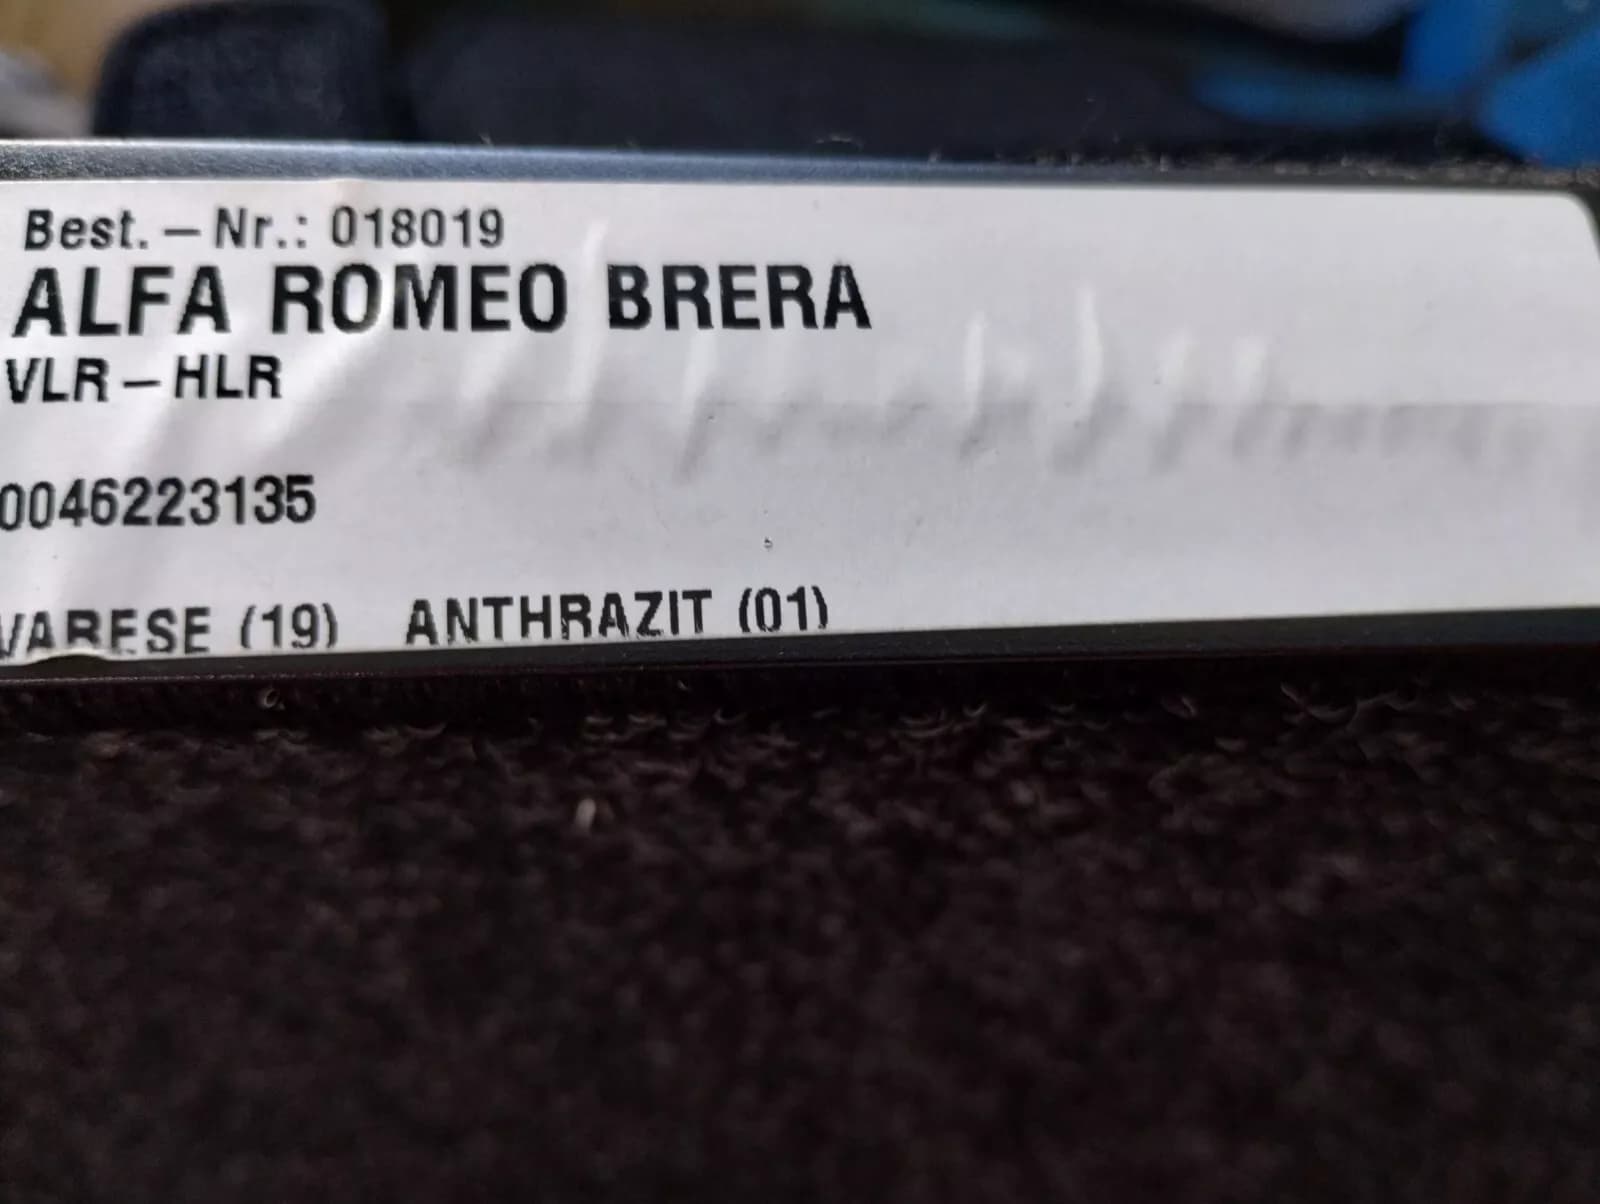 Best.–Nr.: 018019
ALFA ROMEO BRERA
VLR–HLR
0046223135
VARESE (19) ANTHRAZIT (01)